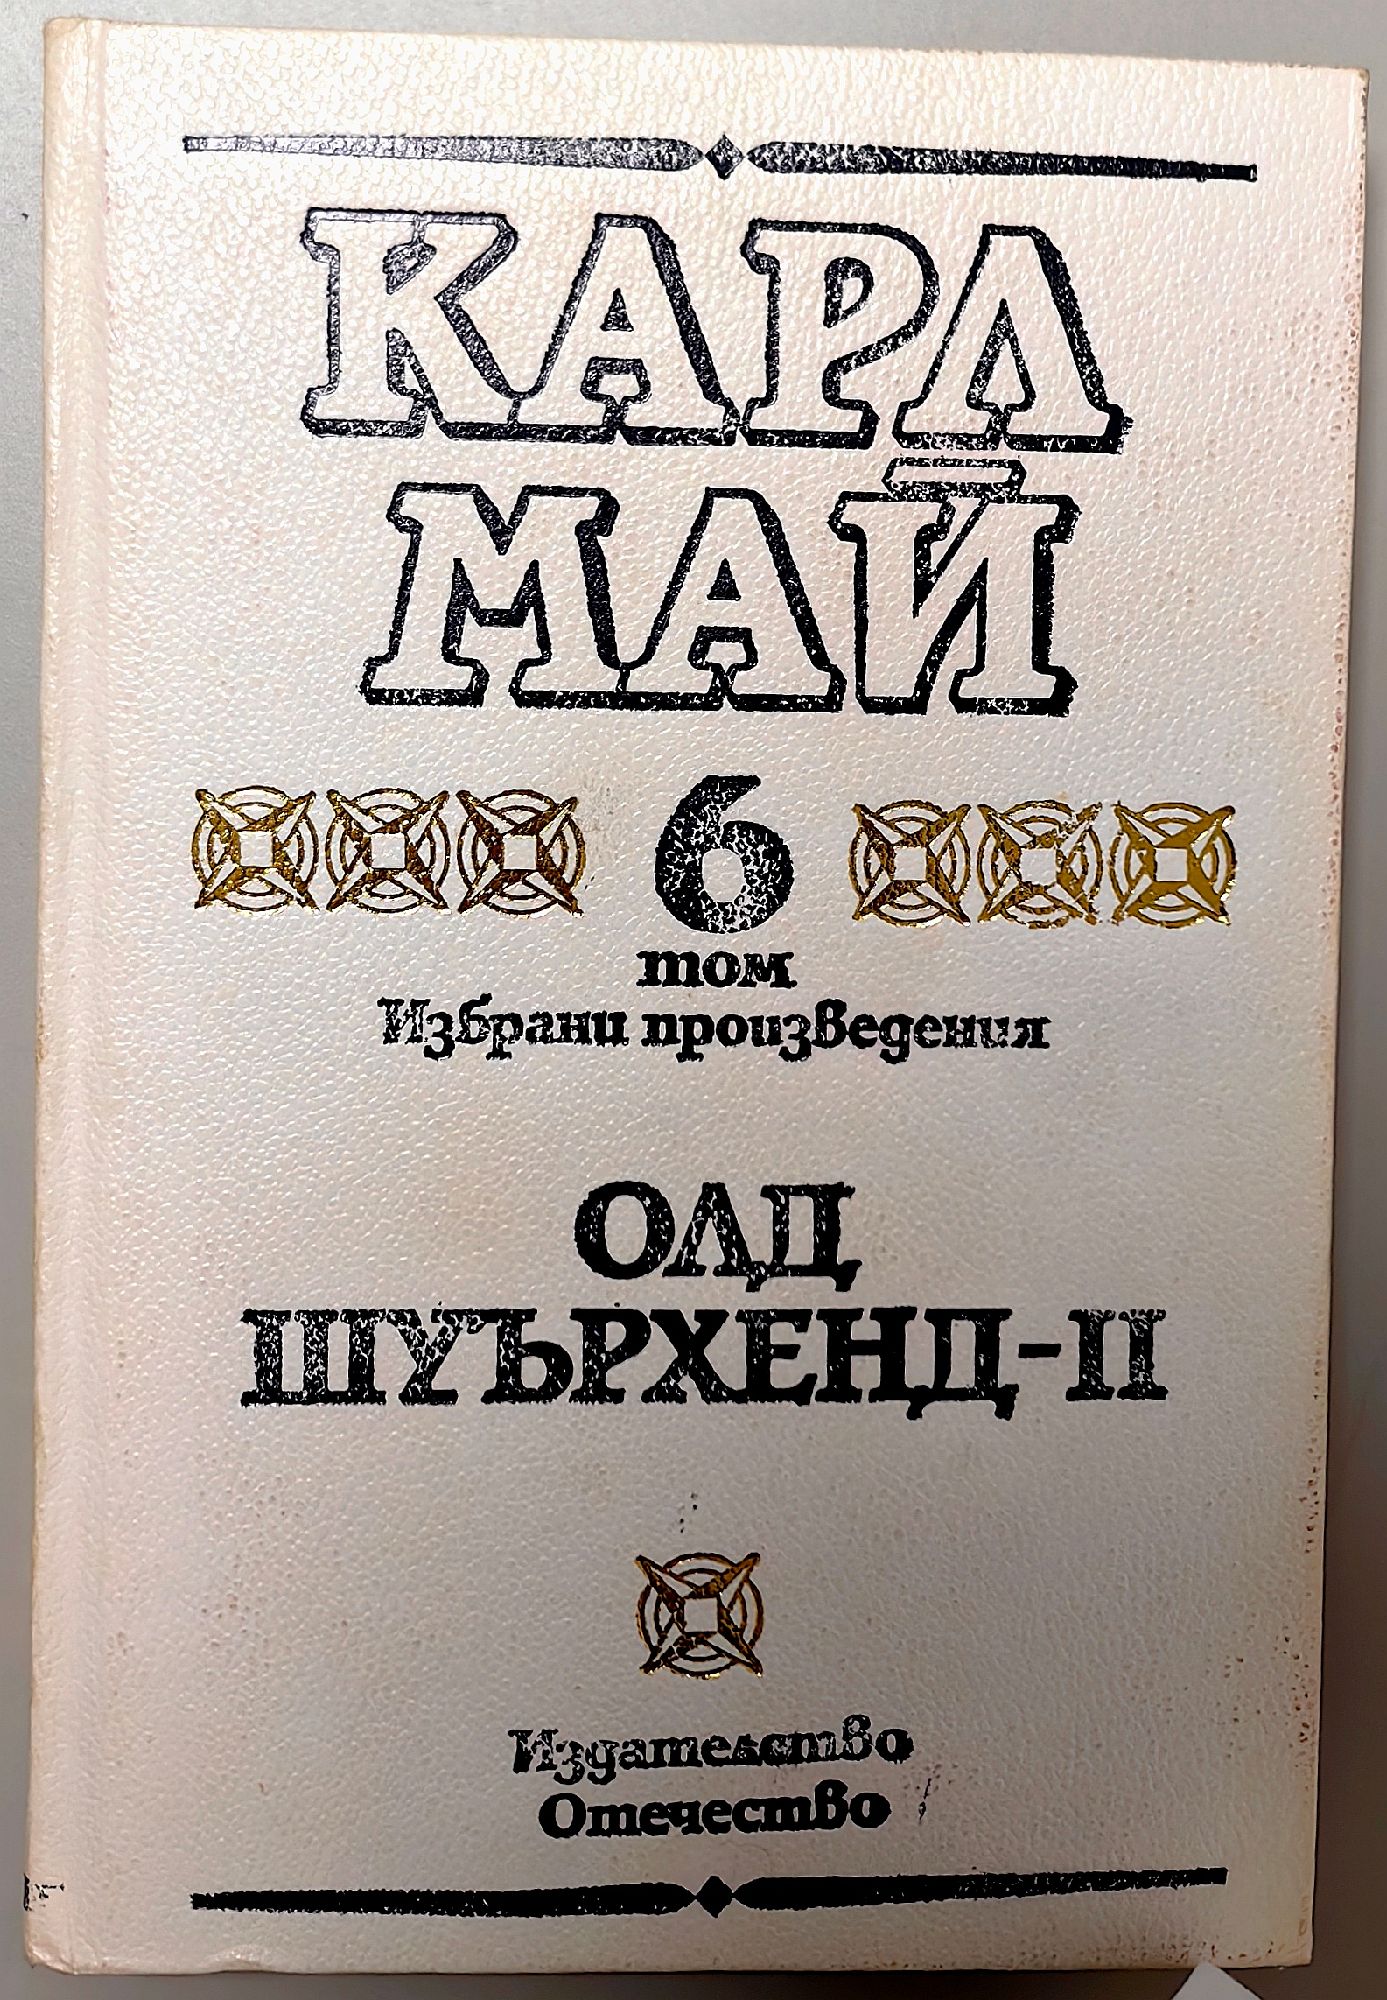 КАРЛ
МАЙ
6
том
Избрани произведения
ОЛД
ШУЪРХЕНД-II
Издателство
Отечество